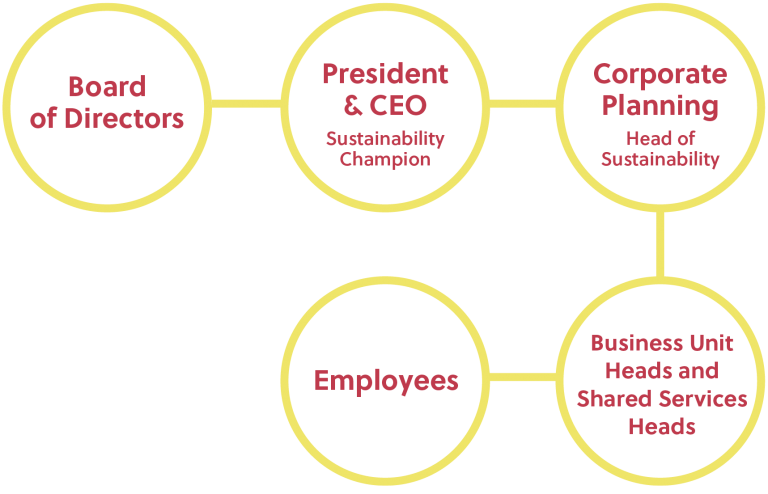 Board
of Directors
President
& CEO
Sustainability
Champion
Corporate
Planning
Head of
Sustainability
Business Unit
Heads and
Shared Services
Heads
Employees